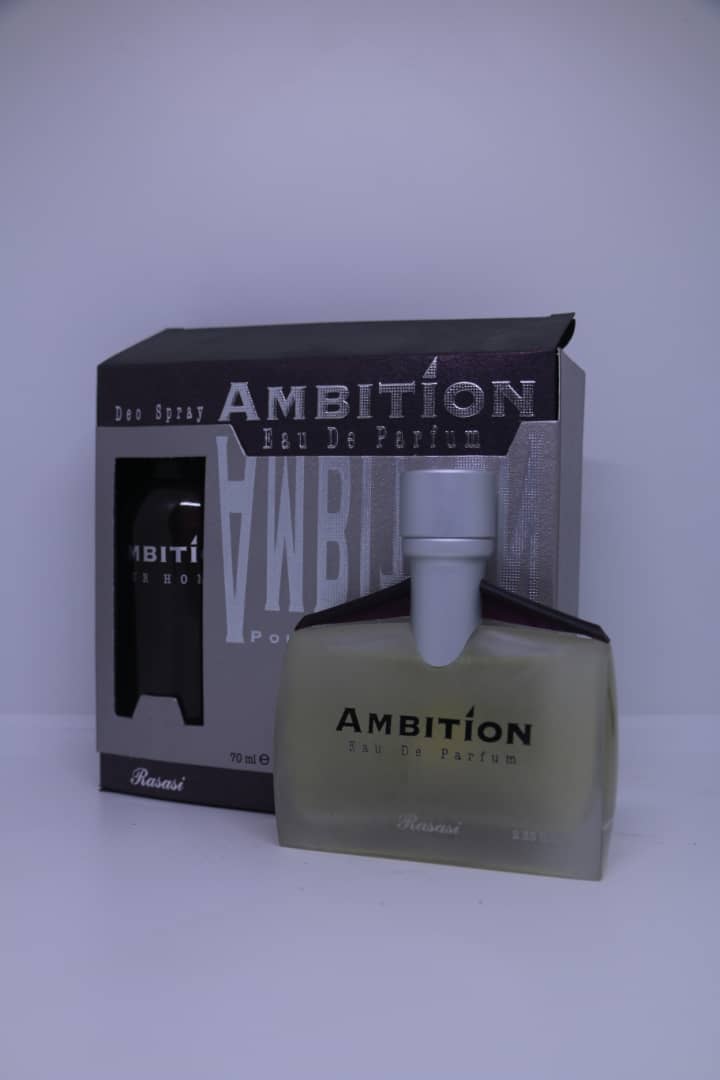 Deo Spray AMBITION
Eau De Parfum
AMBITION
70 ml e
Rasasi
AMBITION
Eau De Parfum
Rasasi